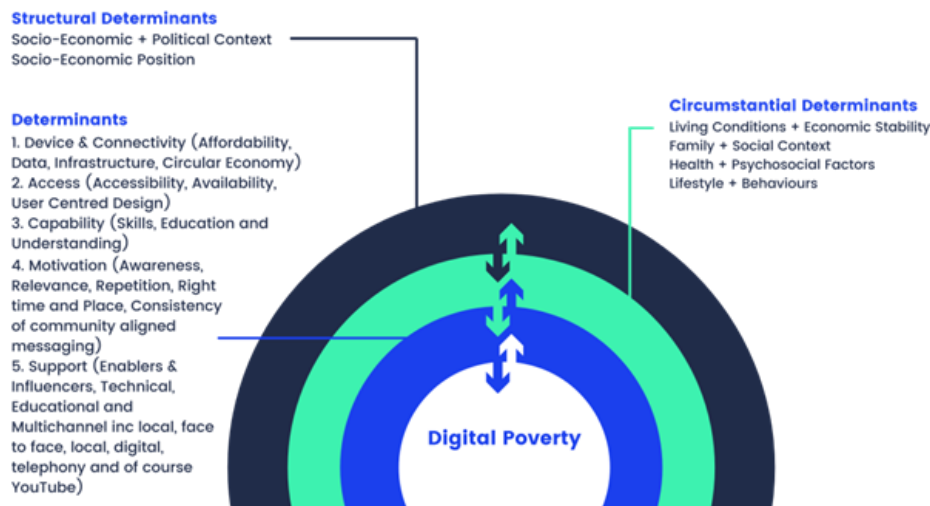 Structural Determinants
Socio-Economic + Political Context
Socio-Economic Position
Determinants
1. Device & Connectivity (Affordability,
Data, Infrastructure, Circular Economy)
2. Access (Accessibility, Availability,
User Centred Design)
3. Capability (Skills, Education and
Understanding)
4. Motivation (Awareness,
Relevance, Repetition, Right
time and Place, Consistency
of community aligned
messaging)
5. Support (Enablers &
Influencers, Technical,
Educational and
Multichannel inc local, face
to face, local, digital,
telephony and of course
YouTube)
Circumstantial Determinants
Living Conditions + Economic Stability
Family + Social Context
Health + Psychosocial Factors
Lifestyle + Behaviours
Digital Poverty